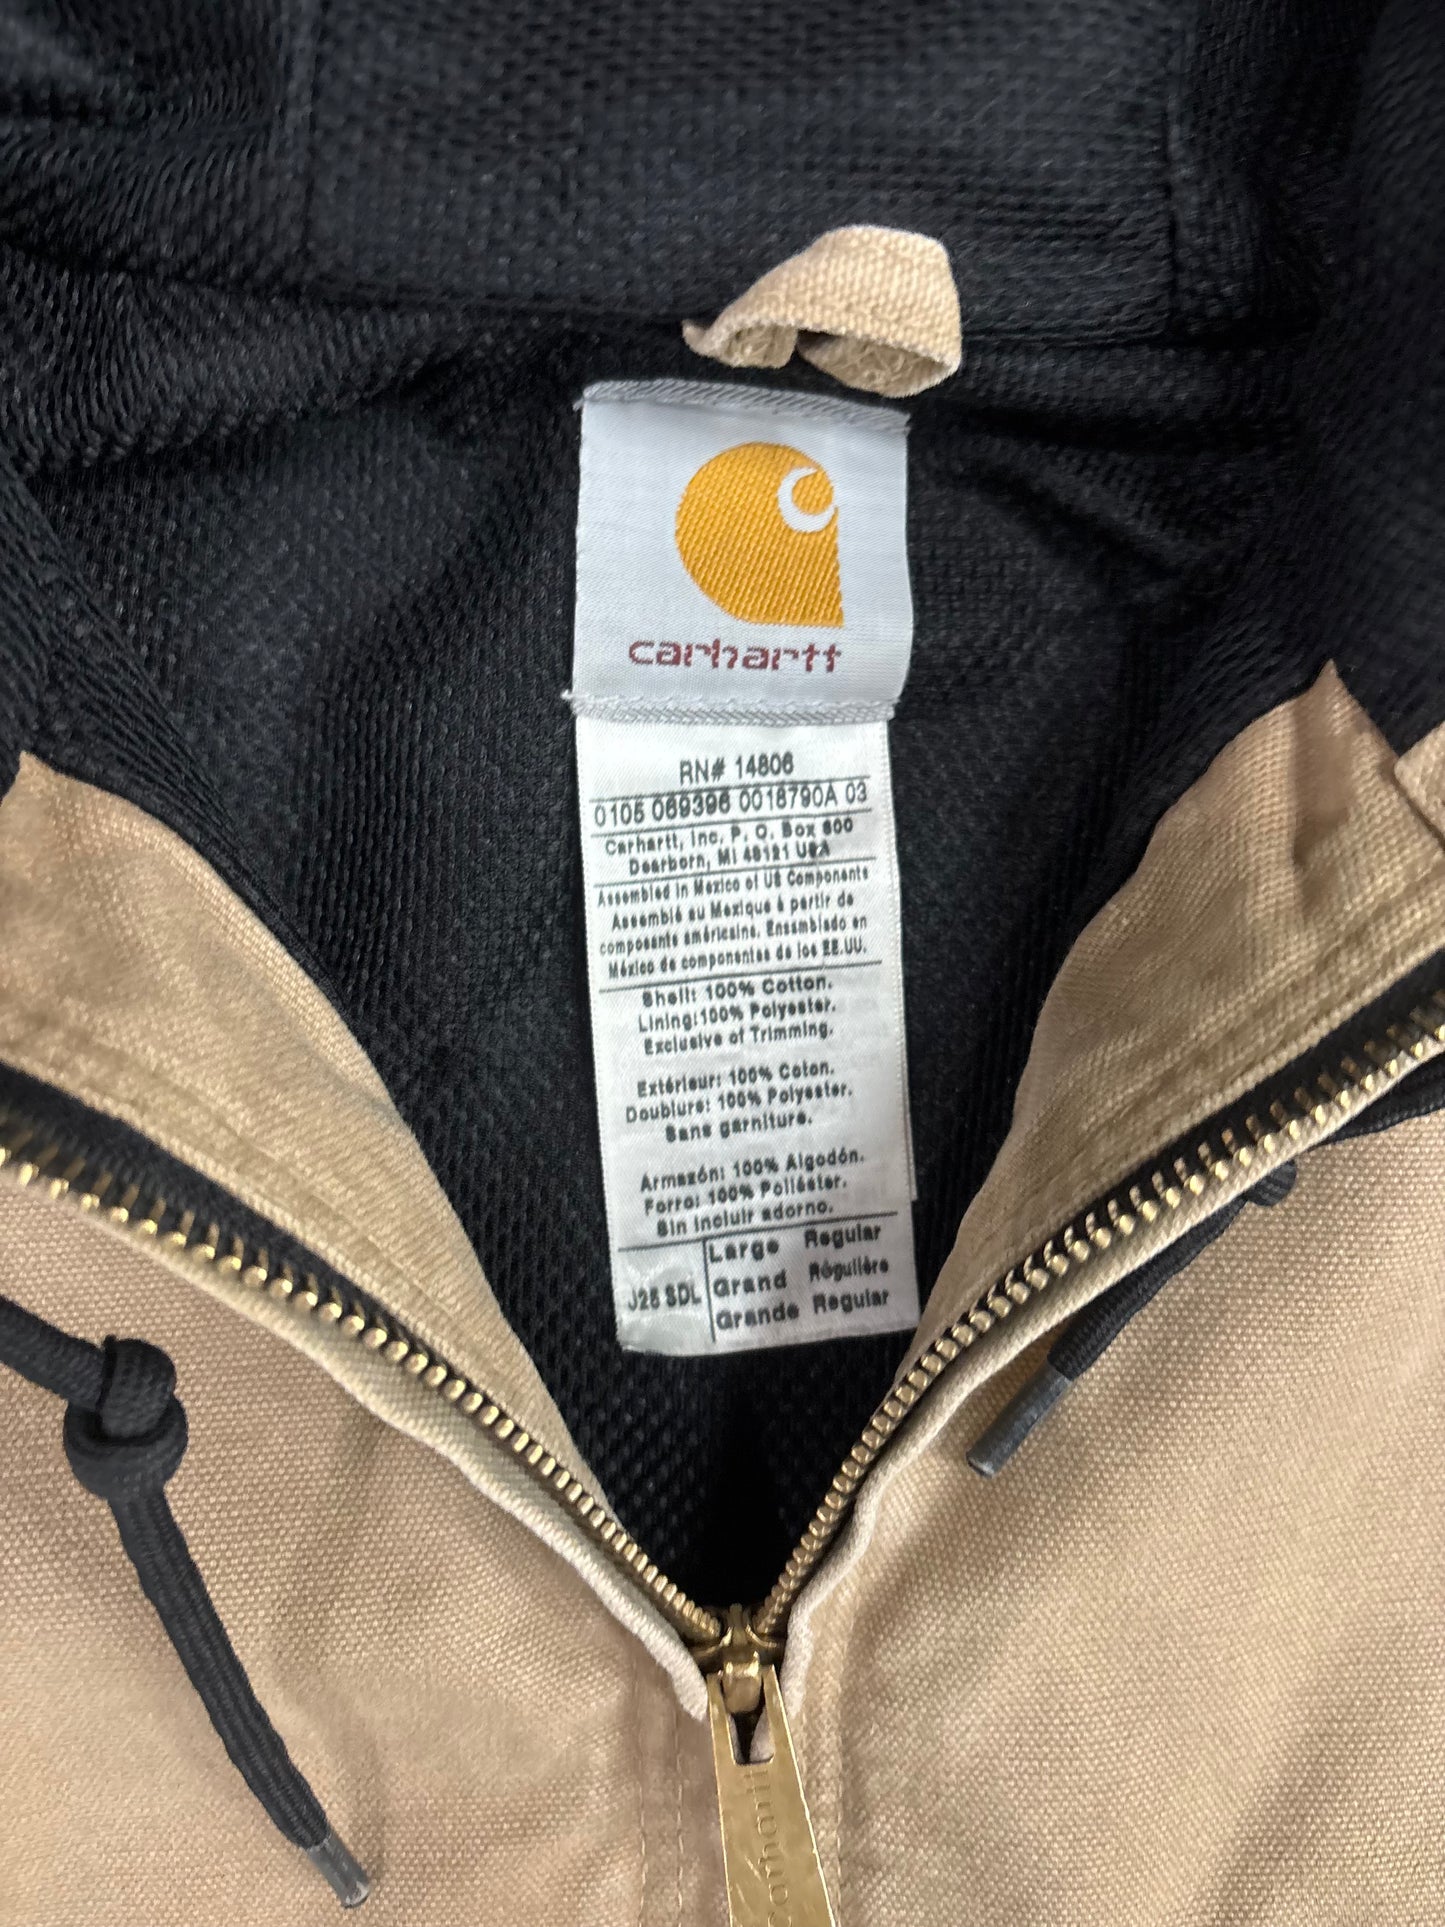 carhartt
RN# 14806
0105 069396 0018790A 03
Carhartt, Inc. P. O. Box 600
Dearborn, MI 48121 USA
Assembled in Mexico of US Components
Assemblé au Mexique à partir de
composants américains. Ensamblado en
México de componentes de los EE.UU.
Shell: 100% Cotton.
Lining:100% Polyester.
Exclusive of Trimming.
Extérieur: 100% Coton.
Doublure: 100% Polyester.
Sans garniture.
Armazón: 100% Algodón.
Forro: 100% Poliéster.
Sin incluir adorno.
J25 SDL
Large Regular
Grand Régulière
Grande Regular
carhartt